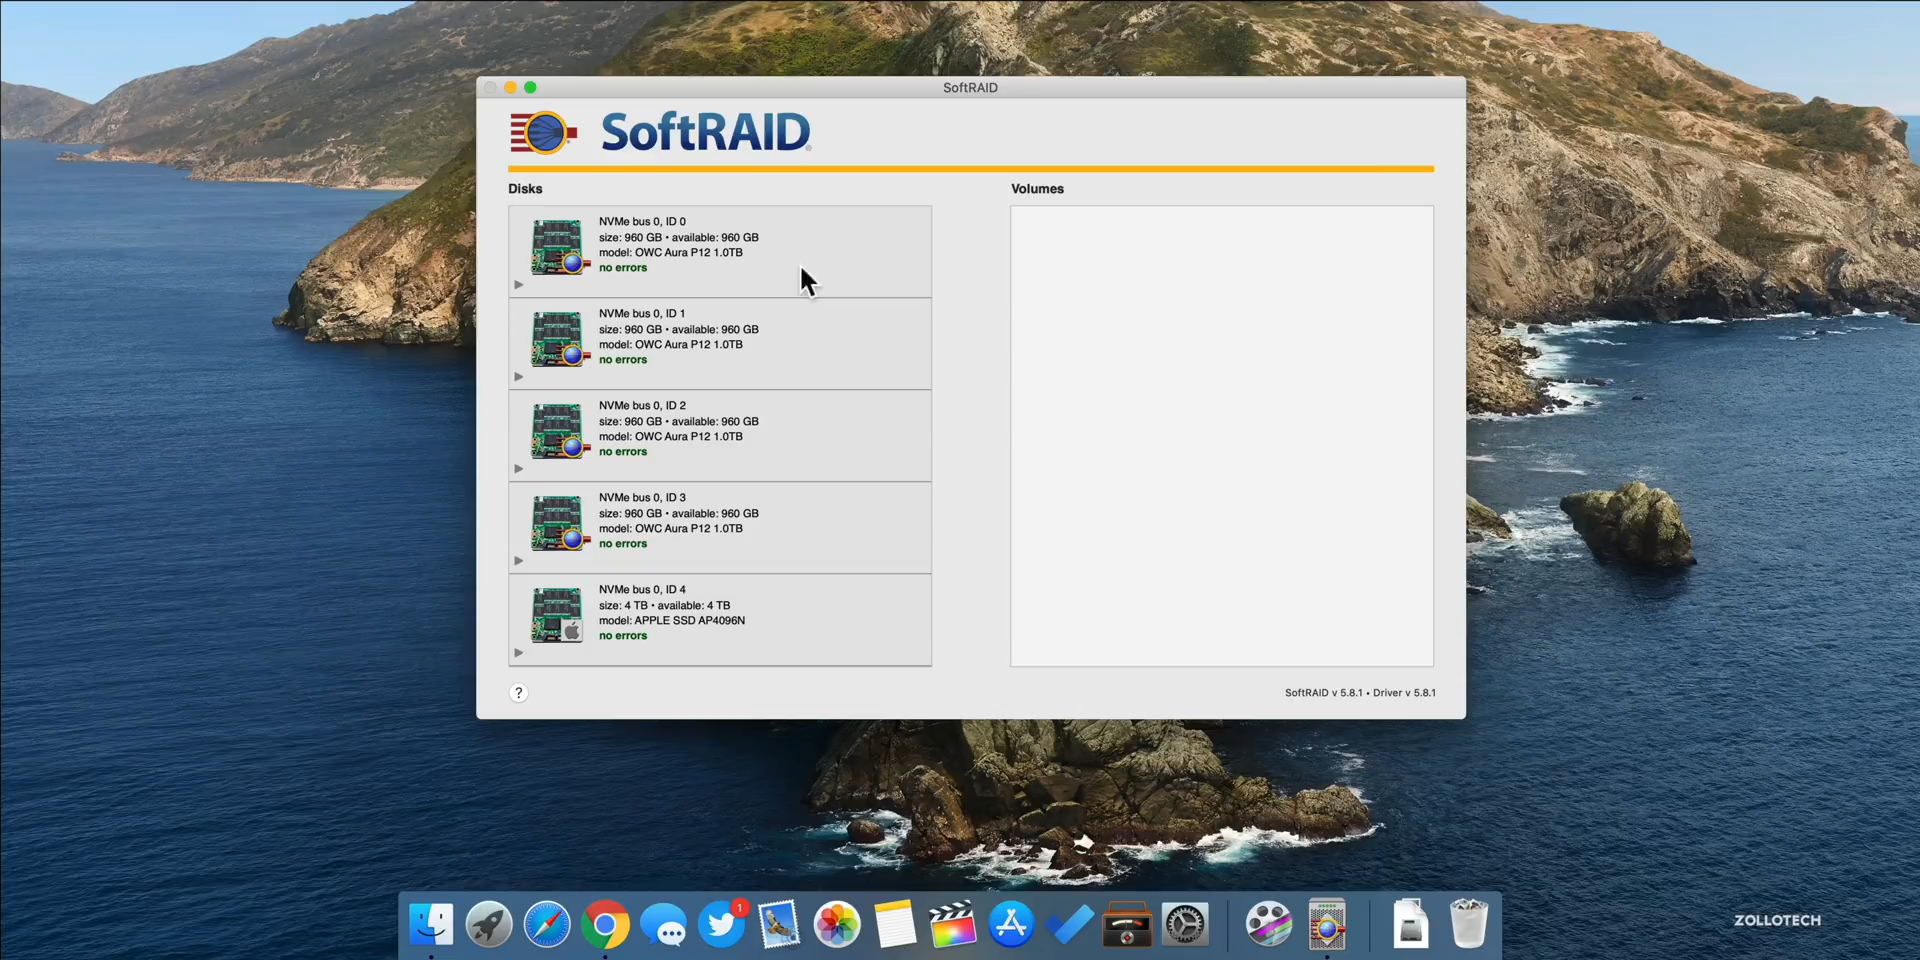 SoftRAID
SoftRAID
Disks
Volumes
NVMe bus 0, ID 0
size: 960 GB • available: 960 GB
model: OWC Aura P12 1.0TB
no errors
NVMe bus 0, ID 1
size: 960 GB • available: 960 GB
model: OWC Aura P12 1.0TB
no errors
NVMe bus 0, ID 2
size: 960 GB • available: 960 GB
model: OWC Aura P12 1.0TB
no errors
NVMe bus 0, ID 3
size: 960 GB • available: 960 GB
model: OWC Aura P12 1.0TB
no errors
NVMe bus 0, ID 4
size: 4 TB • available: 4 TB
model: APPLE SSD AP4096N
no errors
?
SoftRAID v 5.8.1 • Driver v 5.8.1
1
ZOLLOTECH